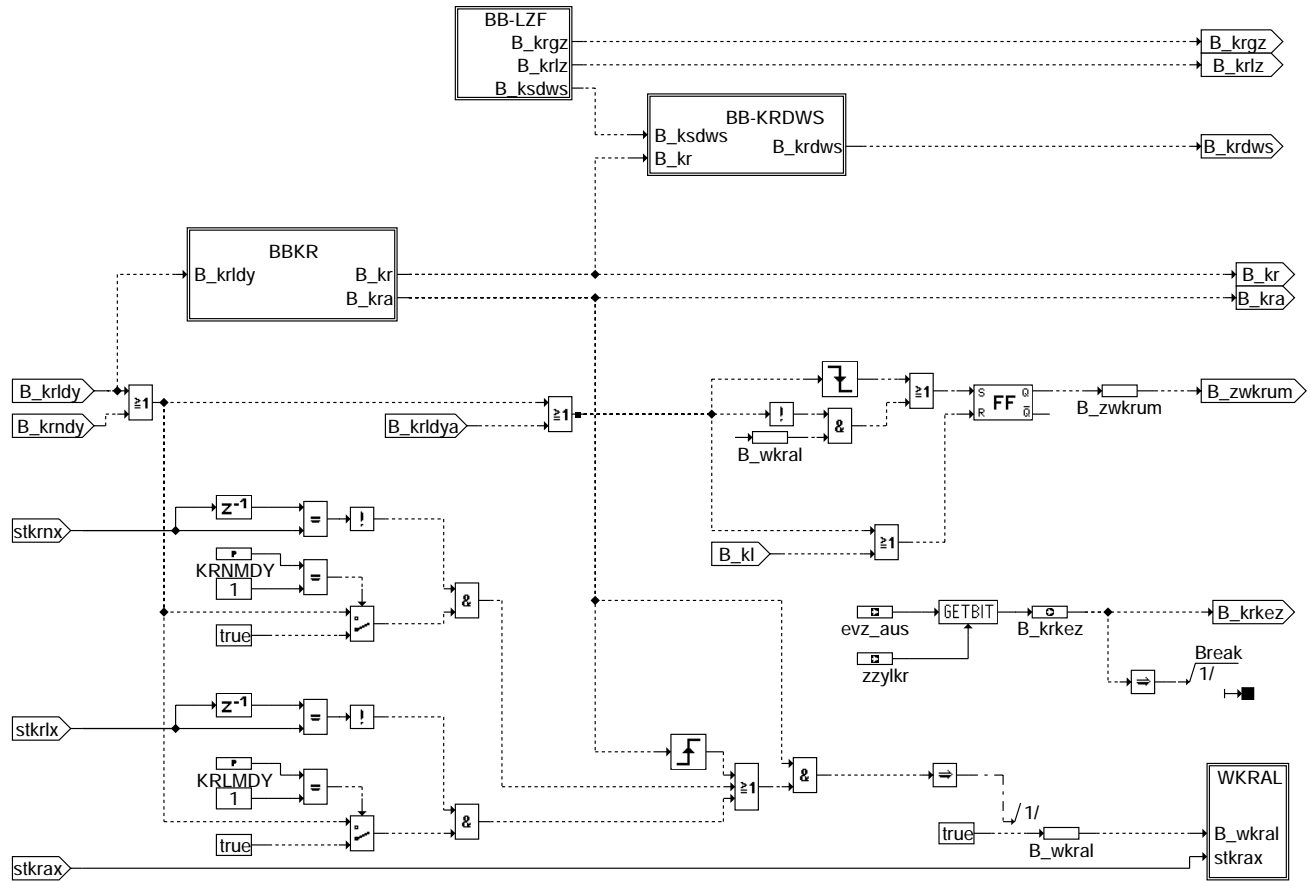 BB-LZF
B_krgz
B_krgz
B_krlz
B_krlz
B_ksdws
BB-KRDWS
B_ksdws
B_krdws
B_krdws
B_kr
BBKR
B_krldy
B_kr
B_kr
B_kra
B_kra
B_krldy
≧1
B_krndy
B_krldya
≧1
!
&
B_wkral
≧1
S Q
FF
R Q̅
B_zwkrum
B_zwkrum
B_kl
≧1
stkrnx
z⁻¹
=
!
P
KRNMDY
1
=
true
&
evz_aus
GETBIT
B_krkez
B_krkez
zzylkr
⇒
Break
1/
stkrlx
z⁻¹
=
!
P
KRLMDY
1
=
true
&
≧1
&
⇒
/ 1/
true
B_wkral
WKRAL
B_wkral
stkrax
stkrax